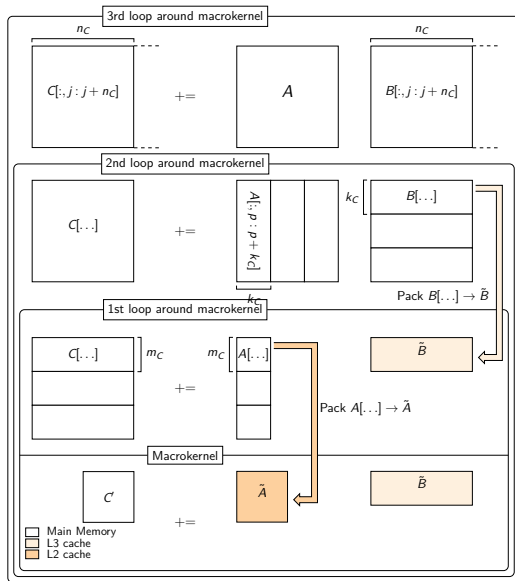 3rd loop around macrokernel
n_C
n_C
C[:, j : j + n_C]
+=
A
B[:, j : j + n_C]
2nd loop around macrokernel
C[...]
+=
A[:, p : p + k_C]
k_C
B[...]
k_C
Pack B[...] → B̃
1st loop around macrokernel
C[...]
m_C
+=
m_C
A[...]
B̃
Pack A[...] → Ã
Macrokernel
C′
+=
Ã
B̃
Main Memory
L3 cache
L2 cache